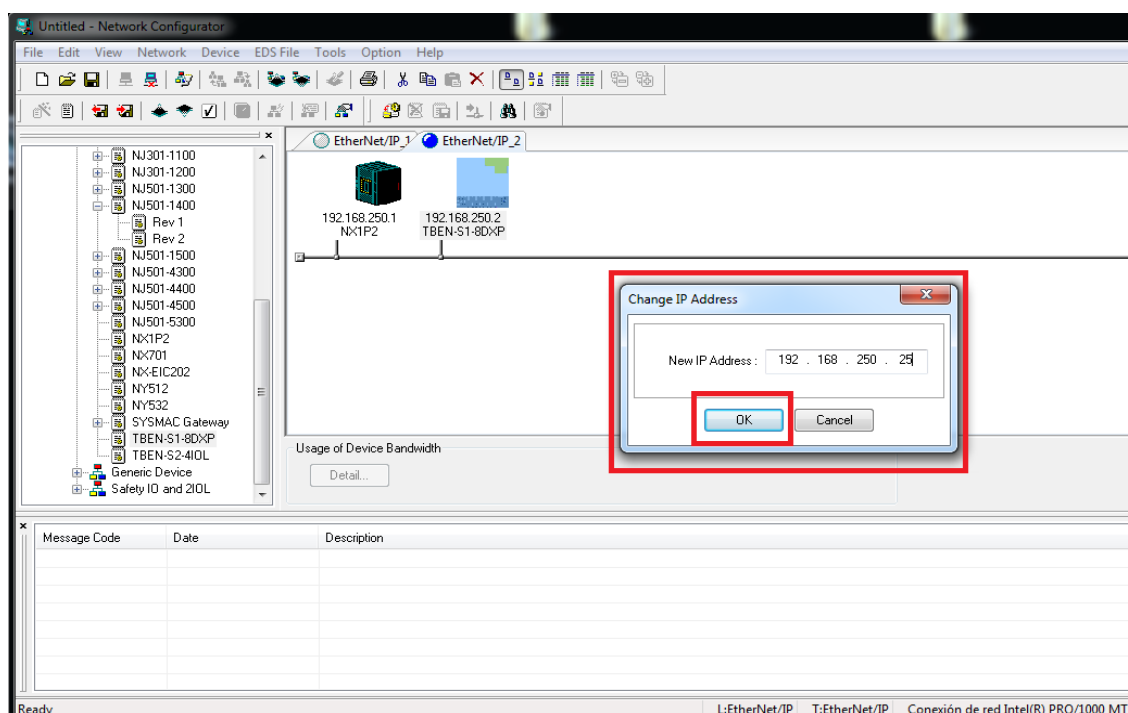 Untitled - Network Configurator
File Edit View Network Device EDS File Tools Option Help
NJ301-1100
NJ301-1200
NJ501-1300
NJ501-1400
Rev 1
Rev 2
NJ501-1500
NJ501-4300
NJ501-4400
NJ501-4500
NJ501-5300
NX1P2
NX701
NX-EIC202
NY512
NY532
SYSMAC Gateway
TBEN-S1-8DXP
TBEN-S2-4IOL
Generic Device
Safety IO and 2IOL
EtherNet/IP_1 EtherNet/IP_2
192.168.250.1 192.168.250.2
NX1P2 TBEN-S1-8DXP
Change IP Address
New IP Address : 192 . 168 . 250 . 25
OK Cancel
Usage of Device Bandwidth
Detail...
Message Code Date Description
Ready L:EtherNet/IP T:EtherNet/IP Conexión de red Intel(R) PRO/1000 MT